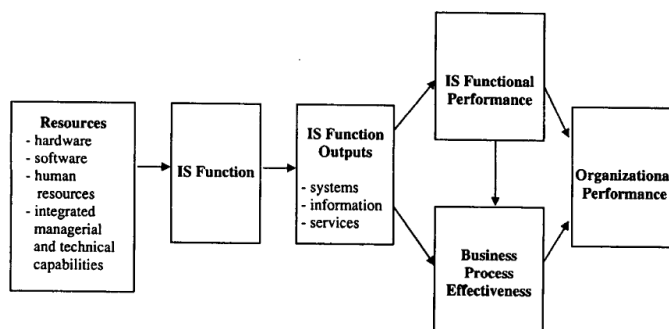 Resources
- hardware
- software
- human
resources
- integrated
managerial
and technical
capabilities
IS Function
IS Function
Outputs
- systems
- information
- services
IS Functional
Performance
Business
Process
Effectiveness
Organizational
Performance